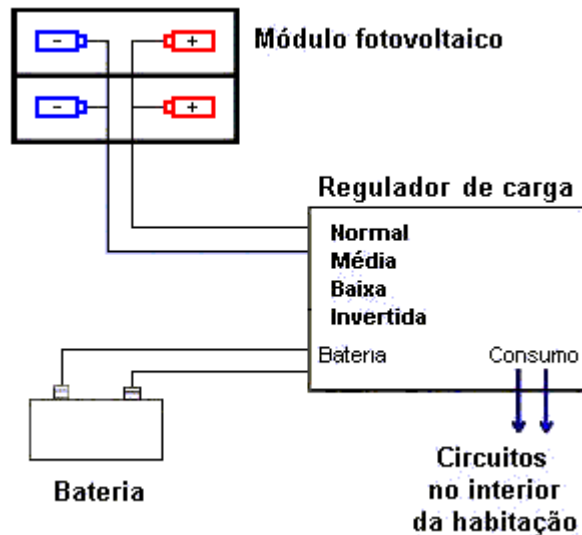 - +
Módulo fotovoltaico
- +
Regulador de carga
Normal
Média
Baixa
Invertida
Bateria Consumo
Bateria
Circuitos
no interior
da habitação